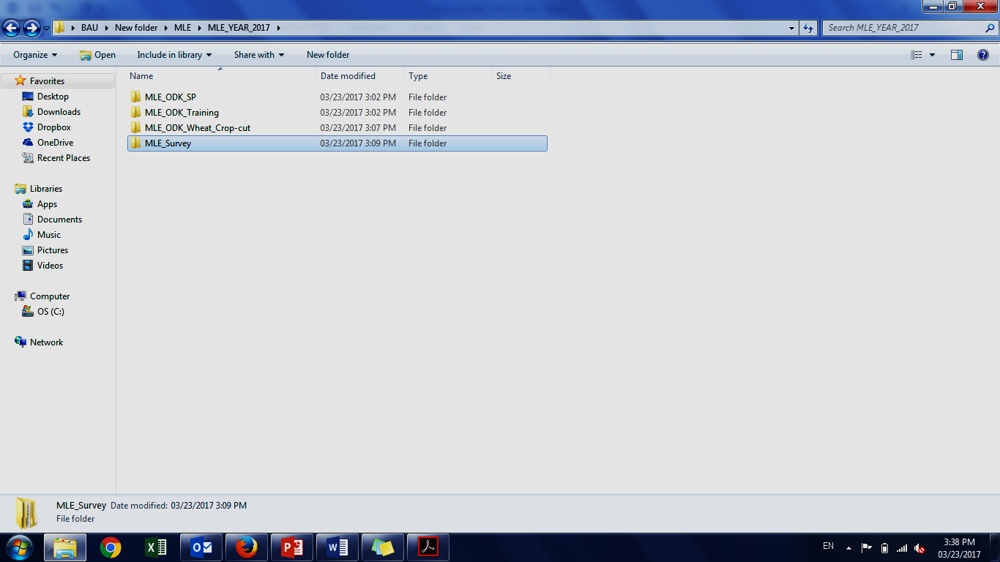 BAU New folder MLE MLE_YEAR_2017
Search MLE_YEAR_2017
Organize Open Include in library Share with New folder
Name Date modified Type Size
Favorites
Desktop
Downloads
Dropbox
OneDrive
Recent Places
Libraries
Apps
Documents
Music
Pictures
Videos
Computer
OS (C:)
Network
MLE_ODK_SP 03/23/2017 3:02 PM File folder
MLE_ODK_Training 03/23/2017 3:02 PM File folder
MLE_ODK_Wheat_Crop-cut 03/23/2017 3:07 PM File folder
MLE_Survey 03/23/2017 3:09 PM File folder
MLE_Survey Date modified: 03/23/2017 3:09 PM
File folder
EN
3:38 PM
03/23/2017